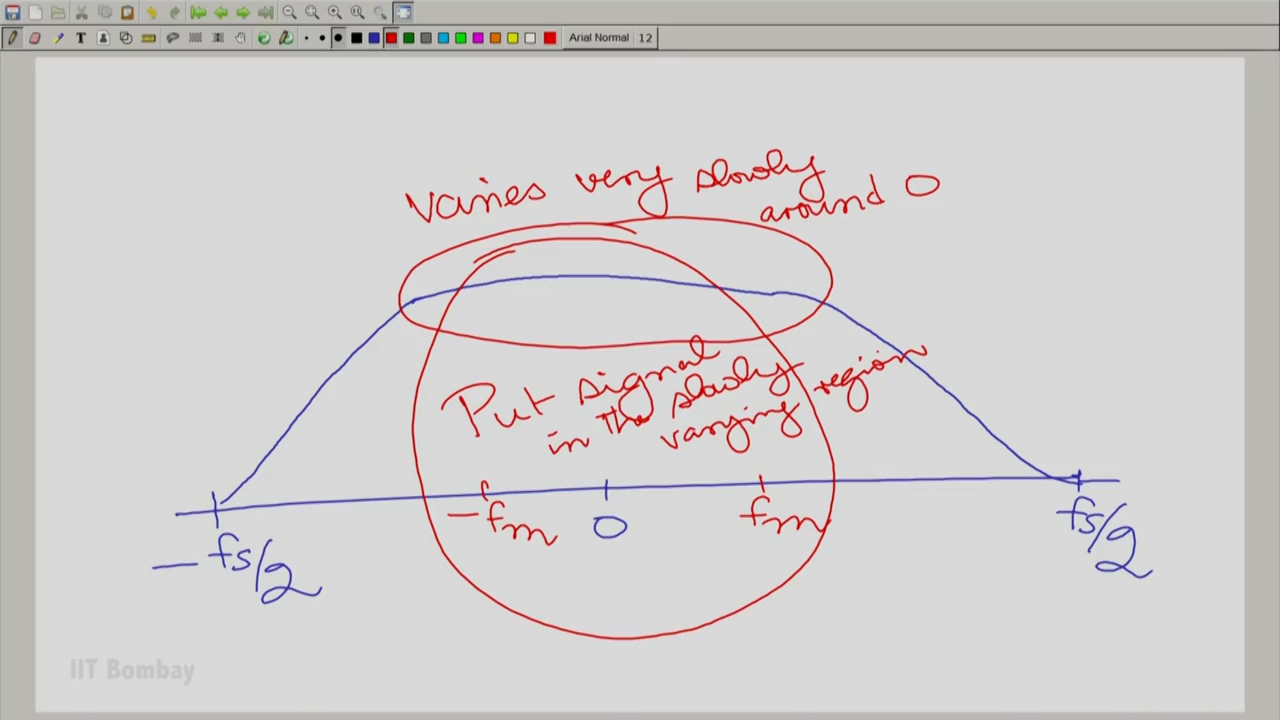 Arial Normal 12
varies very slowly
around 0
Put signal
in the slowly
varying region
-fs/2
-fm
0
fm
fs/2
IIT Bombay